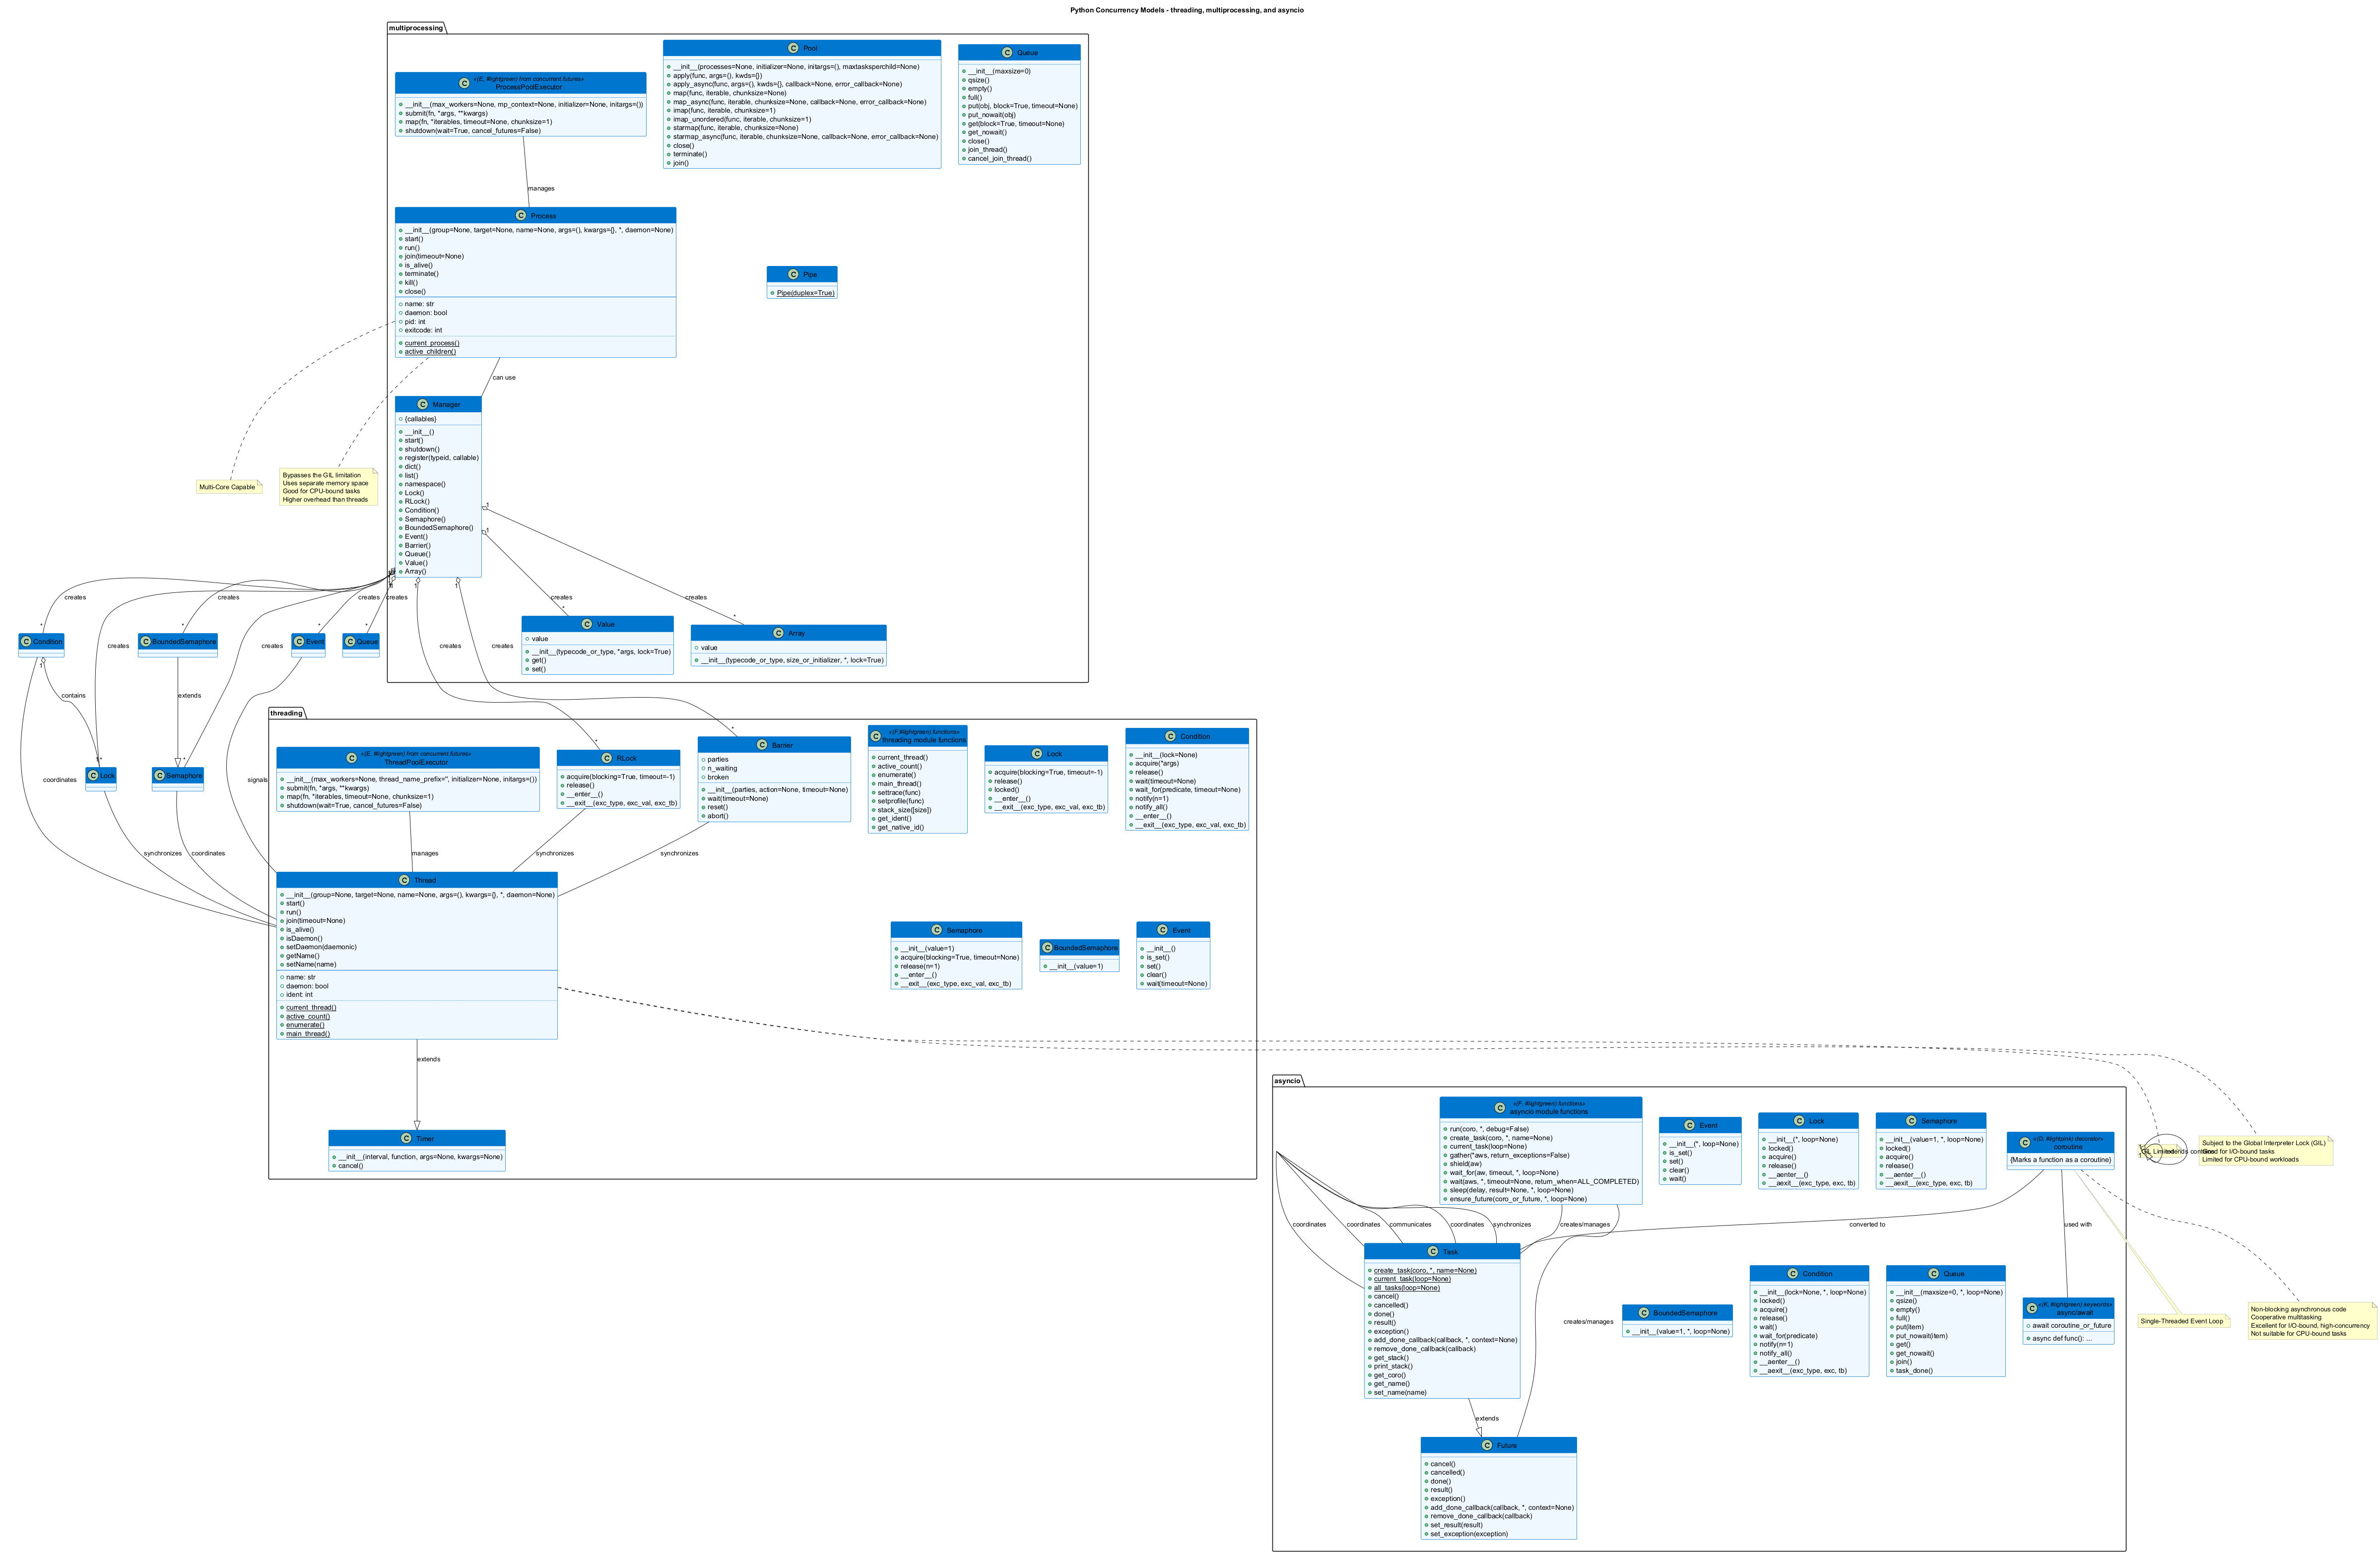 Python Concurrency Models - threading, multiprocessing, and asyncio
multiprocessing
C «(E, #lightgreen) from concurrent.futures»
ProcessPoolExecutor
__init__(max_workers=None, mp_context=None, initializer=None, initargs=())
submit(fn, *args, **kwargs)
map(fn, *iterables, timeout=None, chunksize=1)
shutdown(wait=True, cancel_futures=False)
C Pool
__init__(processes=None, initializer=None, initargs=(), maxtasksperchild=None)
apply(func, args=(), kwds={})
apply_async(func, args=(), kwds={}, callback=None, error_callback=None)
map(func, iterable, chunksize=None)
map_async(func, iterable, chunksize=None, callback=None, error_callback=None)
imap(func, iterable, chunksize=1)
imap_unordered(func, iterable, chunksize=1)
starmap(func, iterable, chunksize=None)
starmap_async(func, iterable, chunksize=None, callback=None, error_callback=None)
close()
terminate()
join()
C Queue
__init__(maxsize=0)
qsize()
empty()
full()
put(obj, block=True, timeout=None)
put_nowait(obj)
get(block=True, timeout=None)
get_nowait()
close()
join_thread()
cancel_join_thread()
manages
C Process
__init__(group=None, target=None, name=None, args=(), kwargs={}, *, daemon=None)
start()
run()
join(timeout=None)
is_alive()
terminate()
kill()
close()
name: str
daemon: bool
pid: int
exitcode: int
current_process()
active_children()
C Pipe
Pipe(duplex=True)
can use
C Manager
{callables}
__init__()
start()
shutdown()
register(typeid, callable)
dict()
list()
namespace()
Lock()
RLock()
Condition()
Semaphore()
BoundedSemaphore()
Event()
Barrier()
Queue()
Value()
Array()
Multi-Core Capable
Bypasses the GIL limitation
Uses separate memory space
Good for CPU-bound tasks
Higher overhead than threads
1
1
1
1
creates
creates
creates
creates
creates
creates
creates
creates
creates
*
*
*
*
*
*
C Condition
C BoundedSemaphore
C Event
C Queue
C Value
value
__init__(typecode_or_type, *args, lock=True)
get()
set()
C Array
value
__init__(typecode_or_type, size_or_initializer, *, lock=True)
1
contains
extends
*
*
*
C Lock
C Semaphore
coordinates
synchronizes
coordinates
signals
threading
C «(E, #lightgreen) from concurrent.futures»
ThreadPoolExecutor
__init__(max_workers=None, thread_name_prefix='', initializer=None, initargs=())
submit(fn, *args, **kwargs)
map(fn, *iterables, timeout=None, chunksize=1)
shutdown(wait=True, cancel_futures=False)
C RLock
acquire(blocking=True, timeout=-1)
release()
__enter__()
__exit__(exc_type, exc_val, exc_tb)
C Barrier
parties
n_waiting
broken
__init__(parties, action=None, timeout=None)
wait(timeout=None)
reset()
abort()
C «(F,#lightgreen) functions»
threading module functions
current_thread()
active_count()
enumerate()
main_thread()
settrace(func)
setprofile(func)
stack_size([size])
get_ident()
get_native_id()
C Lock
acquire(blocking=True, timeout=-1)
release()
locked()
__enter__()
__exit__(exc_type, exc_val, exc_tb)
C Condition
__init__(lock=None)
acquire(*args)
release()
wait(timeout=None)
wait_for(predicate, timeout=None)
notify(n=1)
notify_all()
__enter__()
__exit__(exc_type, exc_val, exc_tb)
manages
synchronizes
synchronizes
C Thread
__init__(group=None, target=None, name=None, args=(), kwargs={}, *, daemon=None)
start()
run()
join(timeout=None)
is_alive()
isDaemon()
setDaemon(daemonic)
getName()
setName(name)
name: str
daemon: bool
ident: int
current_thread()
active_count()
enumerate()
main_thread()
C Semaphore
__init__(value=1)
acquire(blocking=True, timeout=None)
release(n=1)
__enter__()
__exit__(exc_type, exc_val, exc_tb)
C BoundedSemaphore
__init__(value=1)
C Event
__init__()
is_set()
set()
clear()
wait(timeout=None)
extends
C Timer
__init__(interval, function, args=None, kwargs=None)
cancel()
asyncio
C «(F, #lightgreen) functions»
asyncio module functions
run(coro, *, debug=False)
create_task(coro, *, name=None)
current_task(loop=None)
gather(*aws, return_exceptions=False)
shield(aw)
wait_for(aw, timeout, *, loop=None)
wait(aws, *, timeout=None, return_when=ALL_COMPLETED)
sleep(delay, result=None, *, loop=None)
ensure_future(coro_or_future, *, loop=None)
C Event
__init__(*, loop=None)
is_set()
set()
clear()
wait()
C Lock
__init__(*, loop=None)
locked()
acquire()
release()
__aenter__()
__aexit__(exc_type, exc, tb)
C Semaphore
__init__(value=1, *, loop=None)
locked()
acquire()
release()
__aenter__()
__aexit__(exc_type, exc, tb)
C «(D, #lightpink) decorator»
coroutine
{Marks a function as a coroutine}
1
1
GIL Limited
extends
contains
Subject to the Global Interpreter Lock (GIL)
Good for I/O-bound tasks
Limited for CPU-bound workloads
coordinates
coordinates
communicates
coordinates
synchronizes
creates/manages
converted to
used with
C Task
create_task(coro, *, name=None)
current_task(loop=None)
all_tasks(loop=None)
cancel()
cancelled()
done()
result()
exception()
add_done_callback(callback, *, context=None)
remove_done_callback(callback)
get_stack()
print_stack()
get_coro()
get_name()
set_name(name)
creates/manages
C BoundedSemaphore
__init__(value=1, *, loop=None)
C Condition
__init__(lock=None, *, loop=None)
locked()
acquire()
release()
wait()
wait_for(predicate)
notify(n=1)
notify_all()
__aenter__()
__aexit__(exc_type, exc, tb)
C Queue
__init__(maxsize=0, *, loop=None)
qsize()
empty()
full()
put(item)
put_nowait(item)
get()
get_nowait()
join()
task_done()
C «(K, #lightgreen) keywords»
async/await
await coroutine_or_future
async def func(): ...
Single-Threaded Event Loop
Non-blocking asynchronous code
Cooperative multitasking
Excellent for I/O-bound, high-concurrency
Not suitable for CPU-bound tasks
extends
C Future
cancel()
cancelled()
done()
result()
exception()
add_done_callback(callback, *, context=None)
remove_done_callback(callback)
set_result(result)
set_exception(exception)